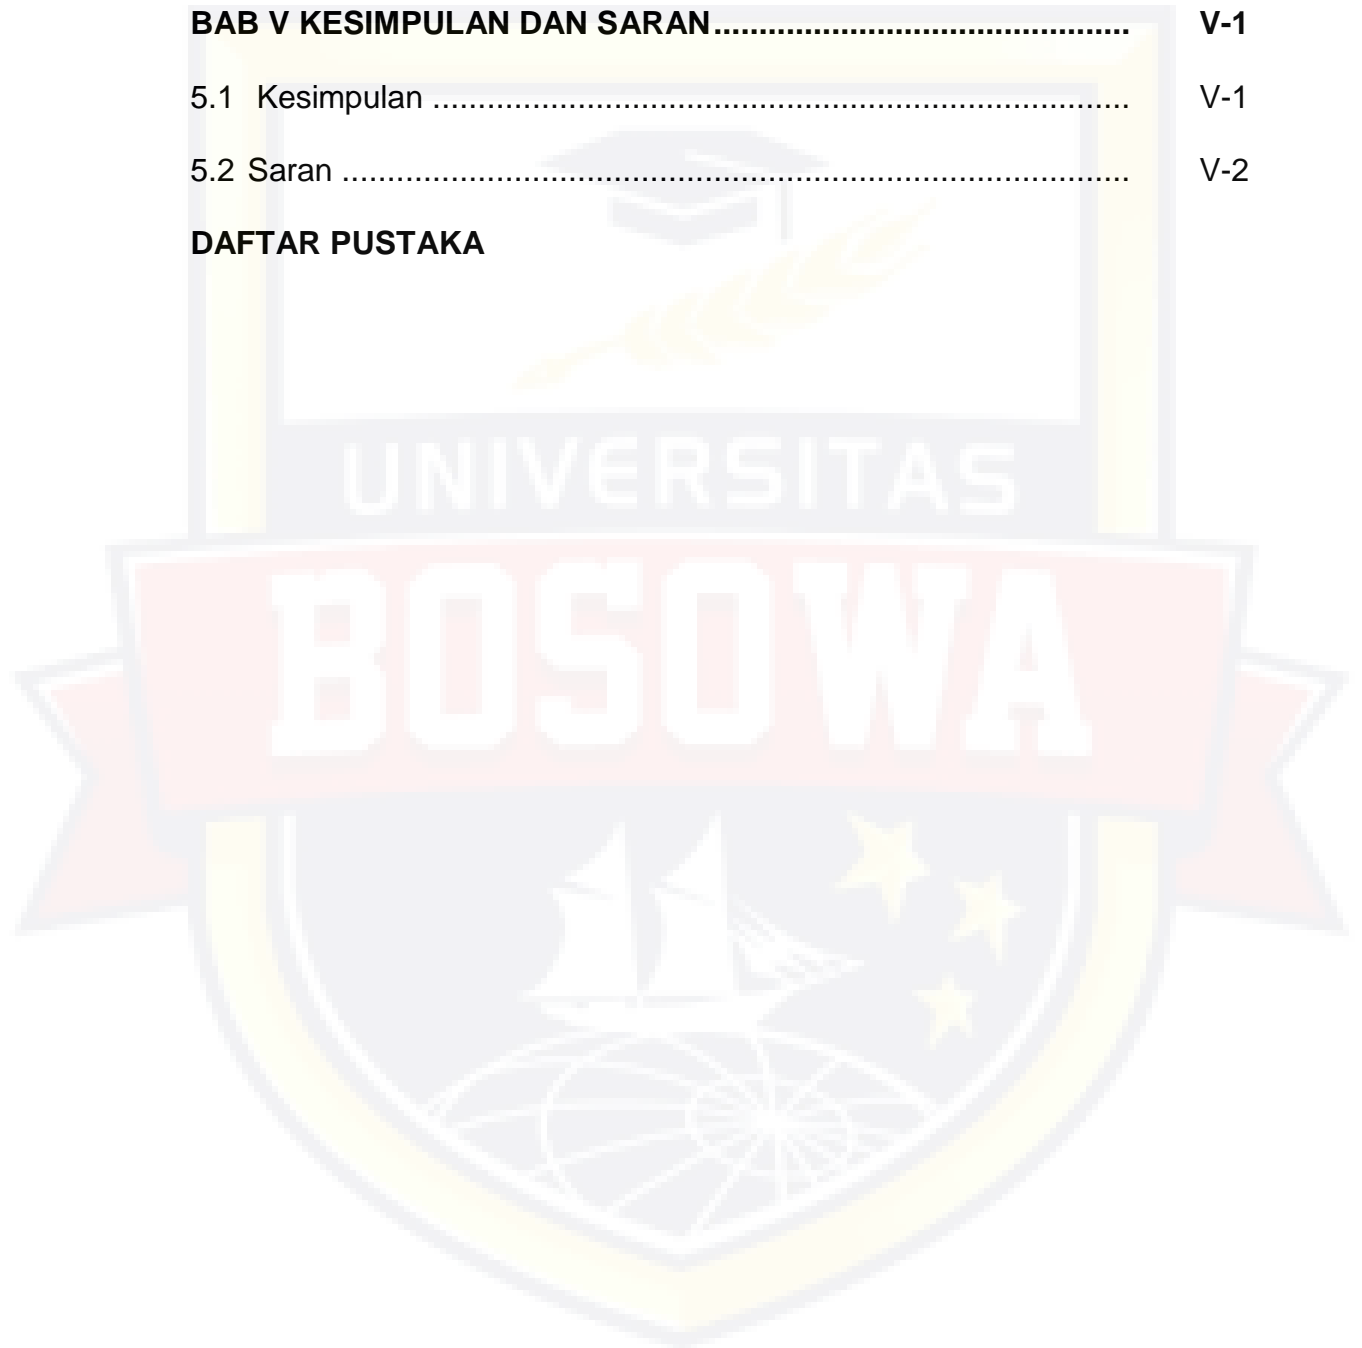 BAB V KESIMPULAN DAN SARAN.............................................. V-1
5.1 Kesimpulan ............................................................................. V-1
5.2 Saran ....................................................................................... V-2
DAFTAR PUSTAKA
UNIVERSITAS
BOSOWA